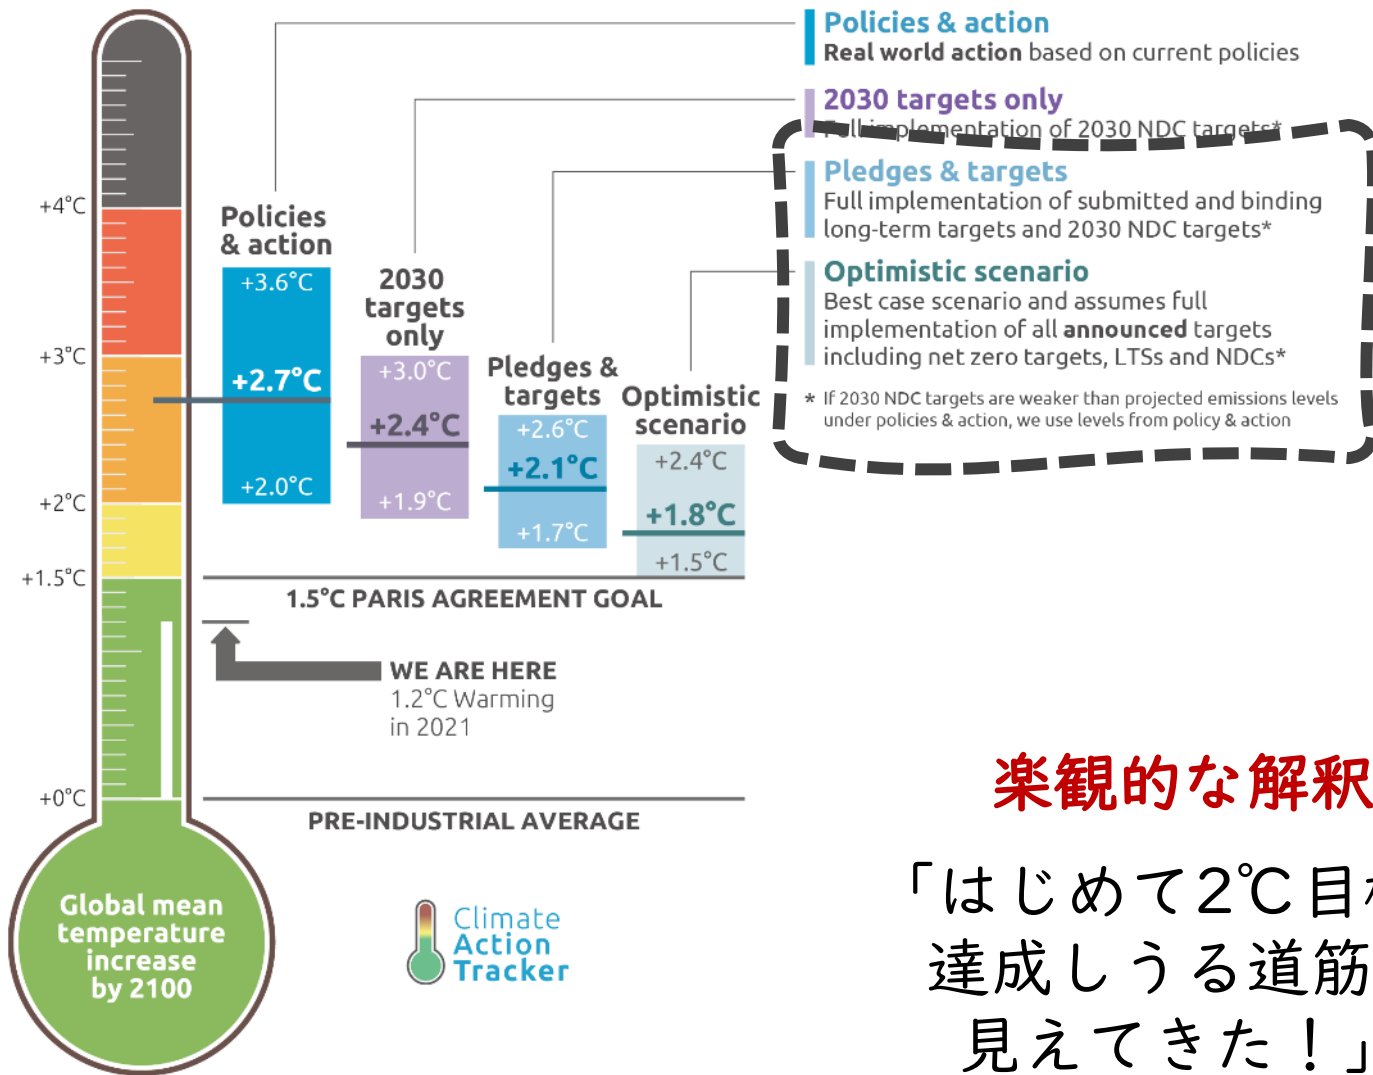 Policies & action
Real world action based on current policies
2030 targets only
Full implementation of 2030 NDC targets*
Pledges & targets
Full implementation of submitted and binding
long-term targets and 2030 NDC targets*
Optimistic scenario
Best case scenario and assumes full
implementation of all announced targets
including net zero targets, LTSs and NDCs*
* If 2030 NDC targets are weaker than projected emissions levels
under policies & action, we use levels from policy & action
+4°C
+3°C
+2°C
+1.5°C
+0°C
Policies
& action
+3.6°C
+2.7°C
+2.0°C
2030
targets
only
+3.0°C
+2.4°C
+1.9°C
Pledges &
targets
+2.6°C
+2.1°C
+1.7°C
Optimistic
scenario
+2.4°C
+1.8°C
+1.5°C
1.5°C PARIS AGREEMENT GOAL
WE ARE HERE
1.2°C Warming
in 2021
PRE-INDUSTRIAL AVERAGE
Global mean
temperature
increase
by 2100
Climate
Action
Tracker
楽観的な解釈
「はじめて2℃目
達成しうる道筋
見えてきた！」